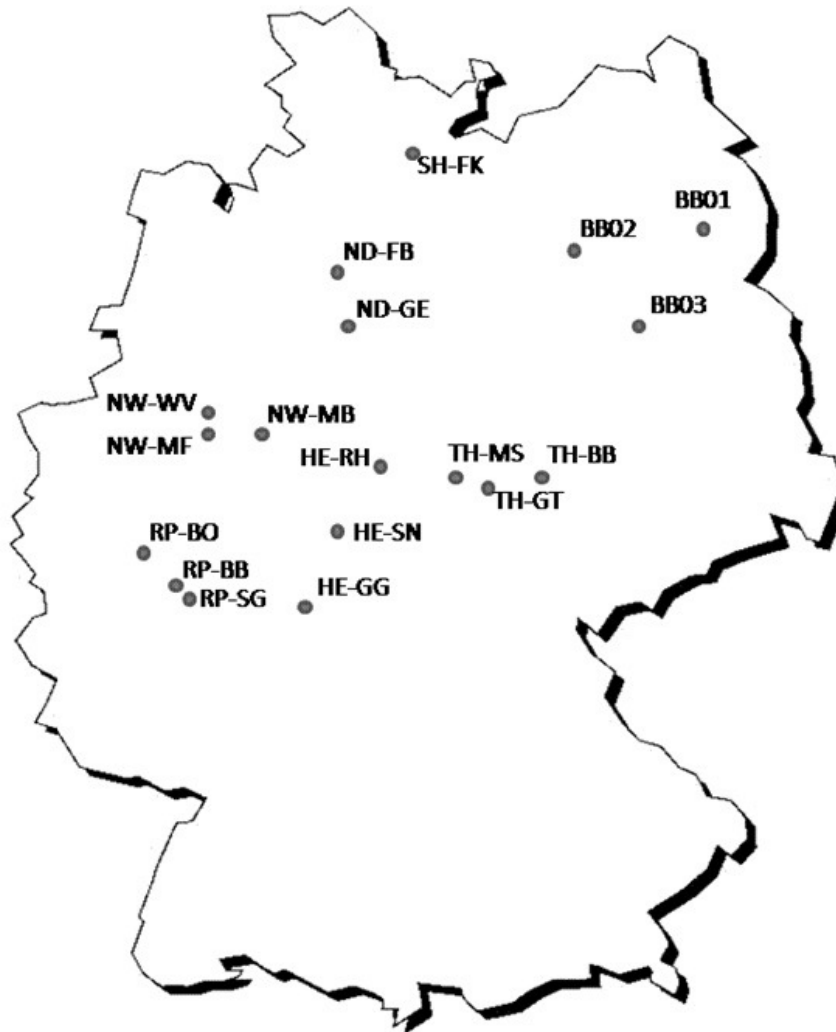 SH-FK
BB01
BB02
ND-FB
ND-GE
BB03
NW-WV
NW-MB
NW-MF
HE-RH
TH-MS
TH-BB
TH-GT
RP-BO
HE-SN
RP-BB
HE-GG
RP-SG